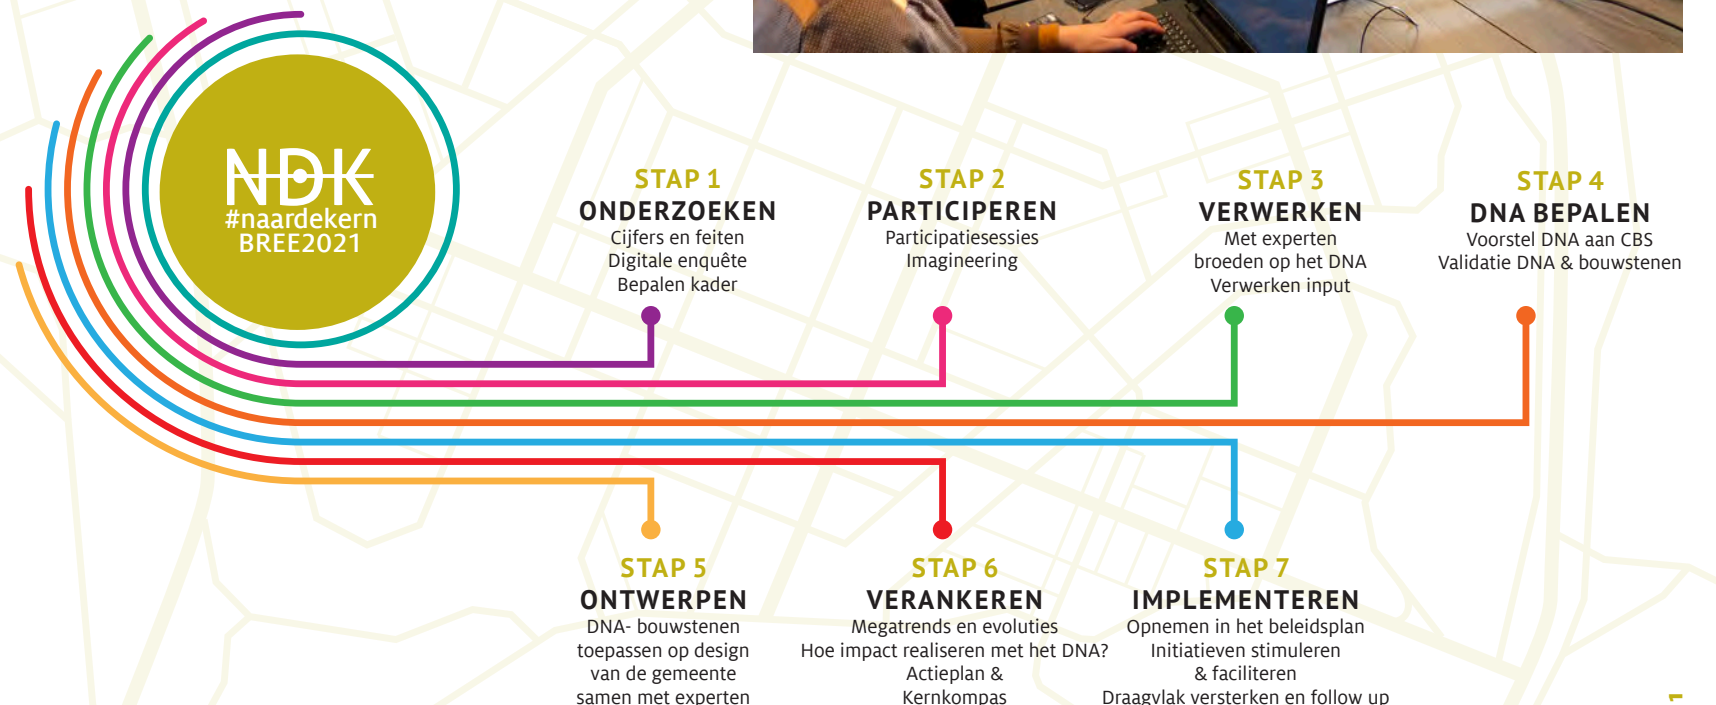 NDK
#naardekern
BREE2021
STAP 1
ONDERZOEKEN
Cijfers en feiten
Digitale enquête
Bepalen kader
STAP 2
PARTICIPEREN
Participatiesessies
Imagineering
STAP 3
VERWERKEN
Met experten
broeden op het DNA
Verwerken input
STAP 4
DNA BEPALEN
Voorstel DNA aan CBS
Validatie DNA & bouwstenen
STAP 5
ONTWERPEN
DNA- bouwstenen
toepassen op design
van de gemeente
samen met experten
STAP 6
VERANKEREN
Megatrends en evoluties
Hoe impact realiseren met het DNA?
Actieplan &
Kernkompas
STAP 7
IMPLEMENTEREN
Opnemen in het beleidsplan
Initiatieven stimuleren
& faciliteren
Draagvlak versterken en follow up